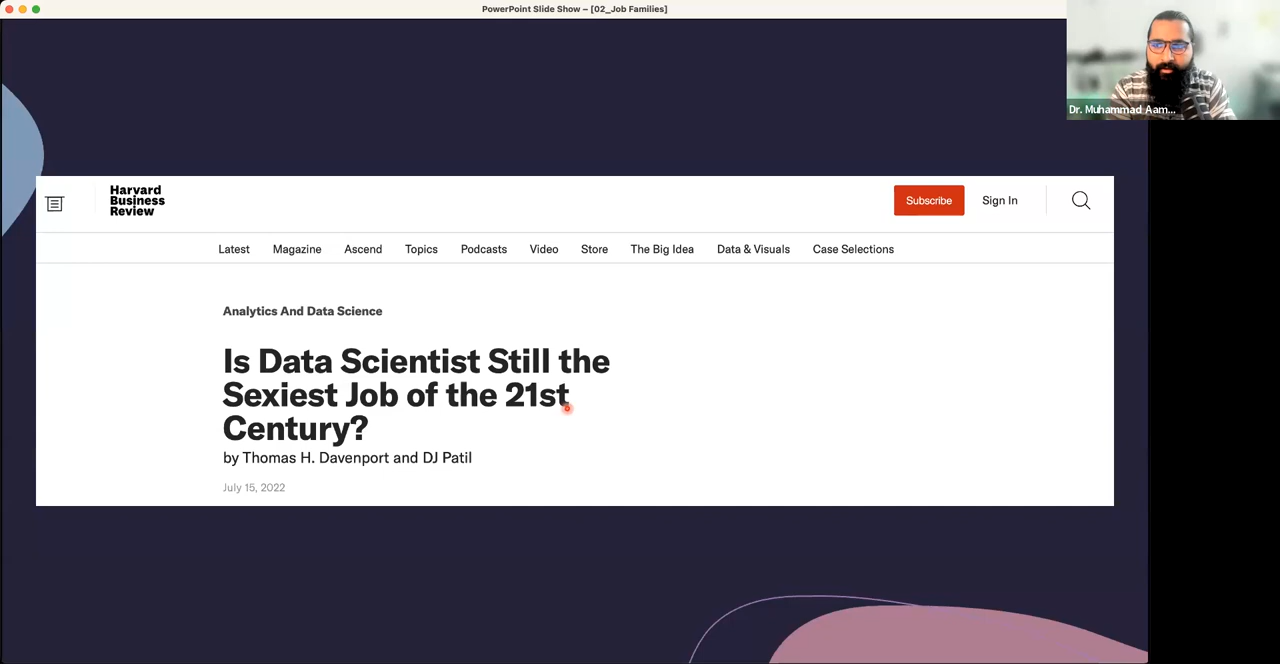 PowerPoint Slide Show – [02_Job Families]
Dr. Muhammad Aam...
Harvard
Business
Review
Subscribe
Sign In
Latest
Magazine
Ascend
Topics
Podcasts
Video
Store
The Big Idea
Data & Visuals
Case Selections
Analytics And Data Science
Is Data Scientist Still the
Sexiest Job of the 21st
Century?
by Thomas H. Davenport and DJ Patil
July 15, 2022